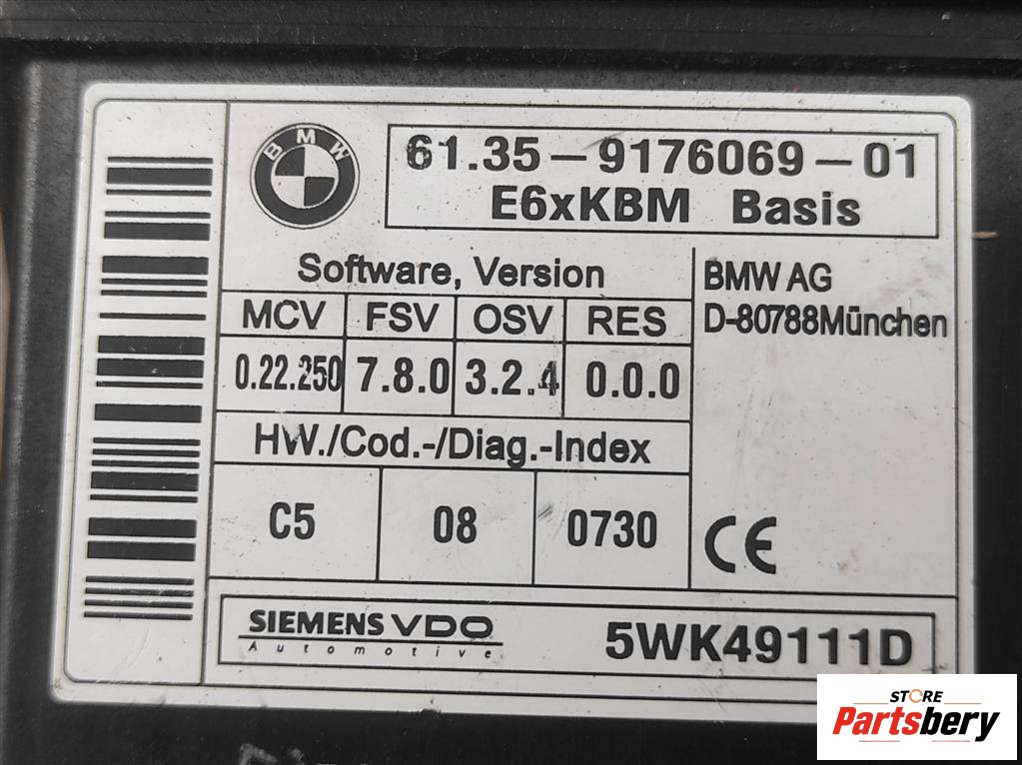 BMW
61.35-9176069-01
E6xKBM Basis
Software, Version
MCV FSV OSV RES
0.22.250 7.8.0 3.2.4 0.0.0
HW./Cod.-/Diag.-Index
C5 08 0730
BMW AG
D-80788München
CE
SIEMENS VDO
Automotive
5WK49111D
STORE
Partsbery